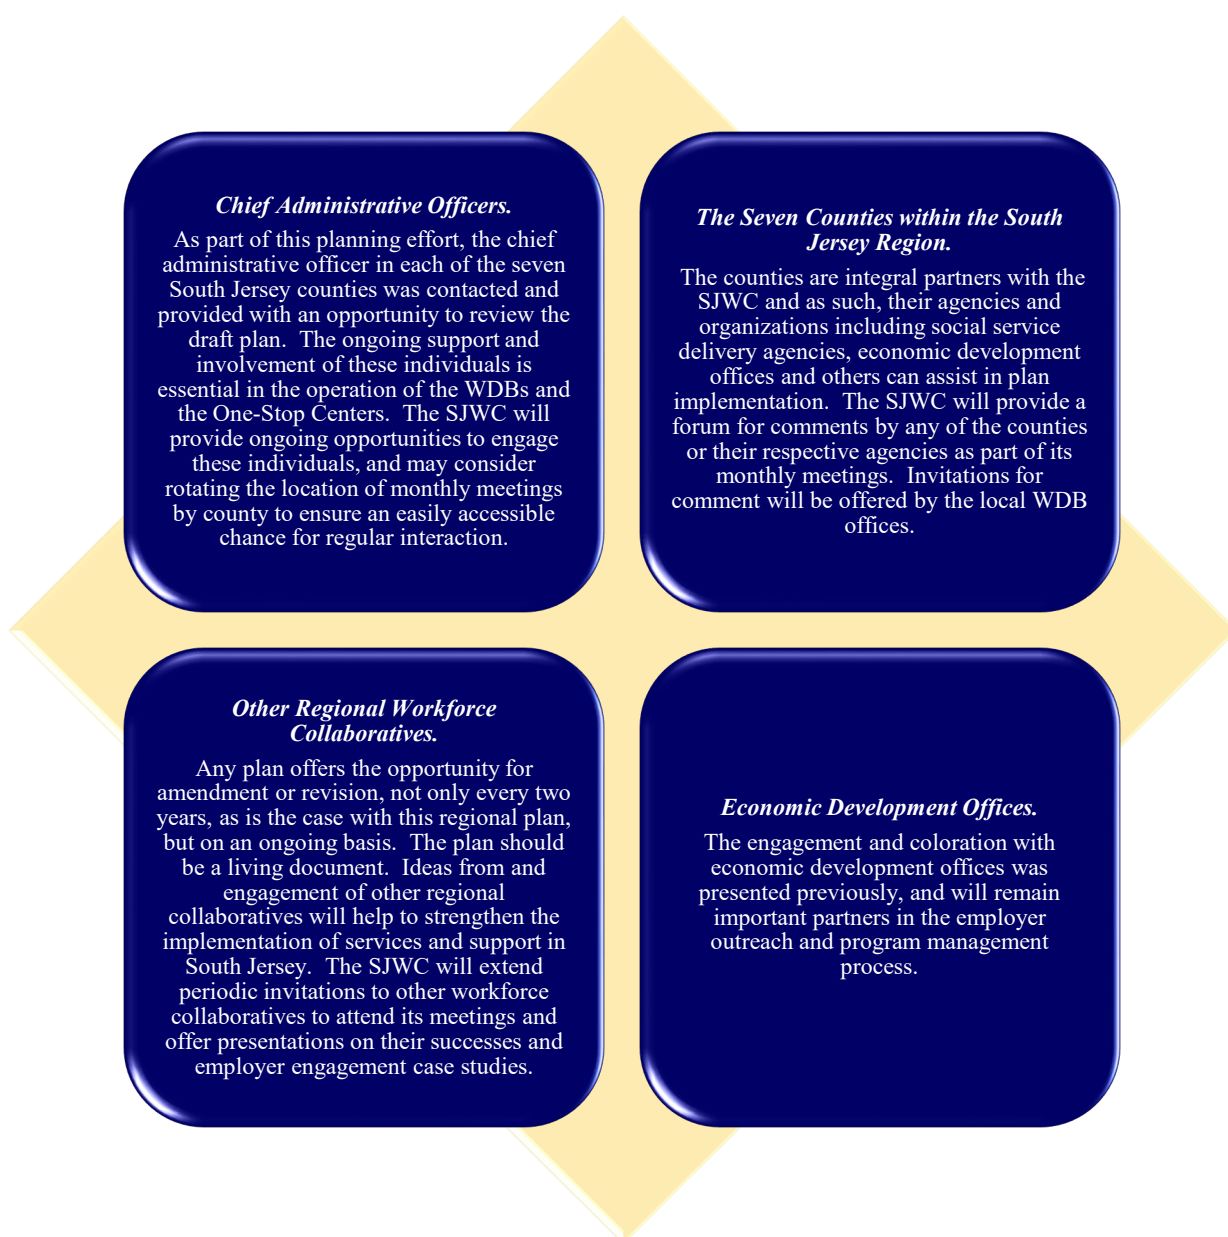 Chief Administrative Officers.
As part of this planning effort, the chief
administrative officer in each of the seven
South Jersey counties was contacted and
provided with an opportunity to review the
draft plan.  The ongoing support and
involvement of these individuals is
essential in the operation of the WDBs and
the One-Stop Centers.  The SJWC will
provide ongoing opportunities to engage
these individuals, and may consider
rotating the location of monthly meetings
by county to ensure an easily accessible
chance for regular interaction.
The Seven Counties within the South
Jersey Region.
The counties are integral partners with the
SJWC and as such, their agencies and
organizations including social service
delivery agencies, economic development
offices and others can assist in plan
implementation.  The SJWC will provide a
forum for comments by any of the counties
or their respective agencies as part of its
monthly meetings.  Invitations for
comment will be offered by the local WDB
offices.
Other Regional Workforce
Collaboratives.
Any plan offers the opportunity for
amendment or revision, not only every two
years, as is the case with this regional plan,
but on an ongoing basis.  The plan should
be a living document.  Ideas from and
engagement of other regional
collaboratives will help to strengthen the
implementation of services and support in
South Jersey.  The SJWC will extend
periodic invitations to other workforce
collaboratives to attend its meetings and
offer presentations on their successes and
employer engagement case studies.
Economic Development Offices.
The engagement and coloration with
economic development offices was
presented previously, and will remain
important partners in the employer
outreach and program management
process.